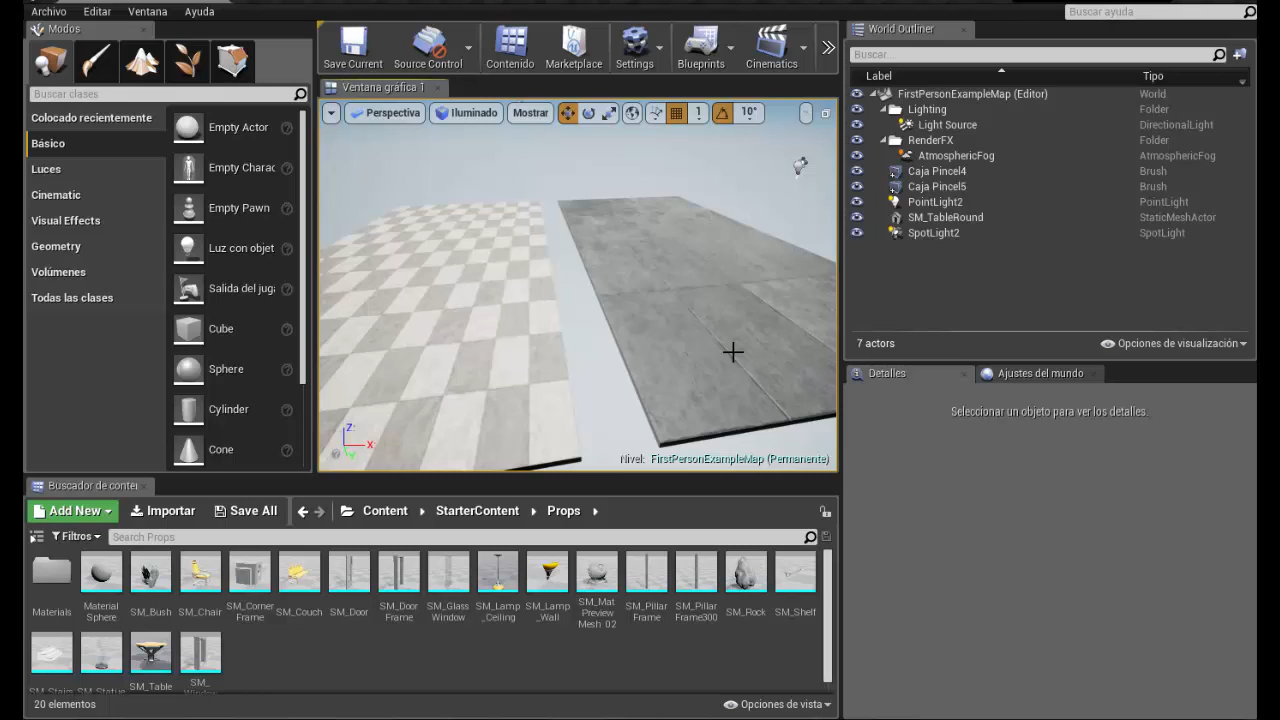 Archivo Editar Ventana Ayuda
Buscar ayuda
Modos
Buscar clases
Colocado recientemente
Básico
Luces
Cinematic
Visual Effects
Geometry
Volúmenes
Todas las clases
Empty Actor
Empty Charac
Empty Pawn
Luz con objet
Salida del juga
Cube
Sphere
Cylinder
Cone
Save Current
Source Control
Contenido
Marketplace
Settings
Blueprints
Cinematics
Ventana gráfica 1
Perspectiva
Iluminado
Mostrar
1
10°
Z:
X:
Y
Nivel: FirstPersonExampleMap (Permanente)
World Outliner
Buscar...
Label Tipo
FirstPersonExampleMap (Editor) World
Lighting Folder
Light Source DirectionalLight
RenderFX Folder
AtmosphericFog AtmosphericFog
Caja Pincel4 Brush
Caja Pincel5 Brush
PointLight2 PointLight
SM_TableRound StaticMeshActor
SpotLight2 SpotLight
7 actors
Opciones de visualización
Detalles
Ajustes del mundo
Seleccionar un objeto para ver los detalles.
Buscador de conte
Add New
Importar
Save All
Content
StarterContent
Props
Filtros
Search Props
Materials
Material
Sphere
SM_Bush
SM_Chair
SM_Corner
Frame
SM_Couch
SM_Door
SM_Door
Frame
SM_Glass
Window
SM_Lamp
_Ceiling
SM_Lamp
_Wall
SM_Mat
Preview
Mesh_02
SM_Pillar
Frame
SM_Pillar
Frame300
SM_Rock
SM_Shelf
SM_Stairs
SM_Statue
SM_Table
SM_
Window
20 elementos
Opciones de vista